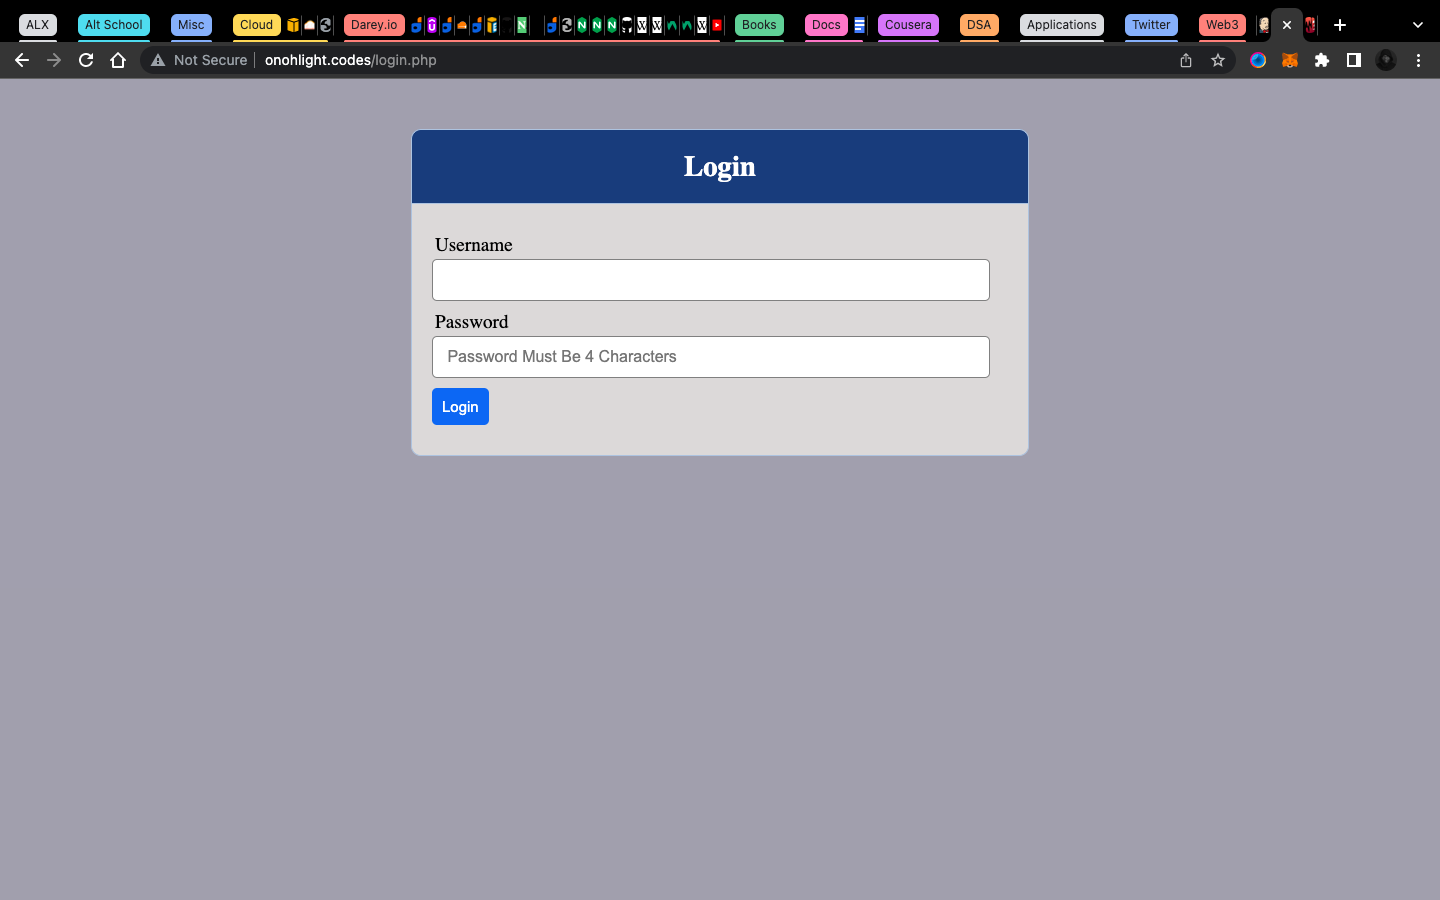 ALX Alt School Misc Cloud Darey.io Books Docs Cousera DSA Applications Twitter Web3
Not Secure onohlight.codes/login.php
Login
Username
Password
Password Must Be 4 Characters
Login